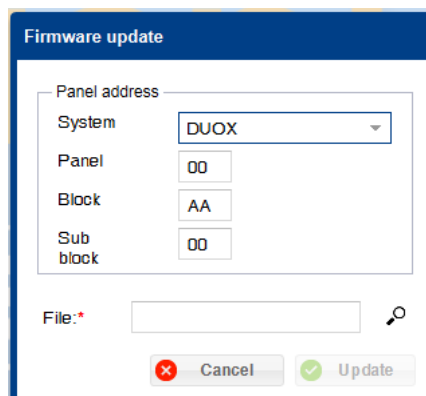 Firmware update
Panel address
System DUOX
Panel 00
Block AA
Sub block 00
File:*
Cancel Update